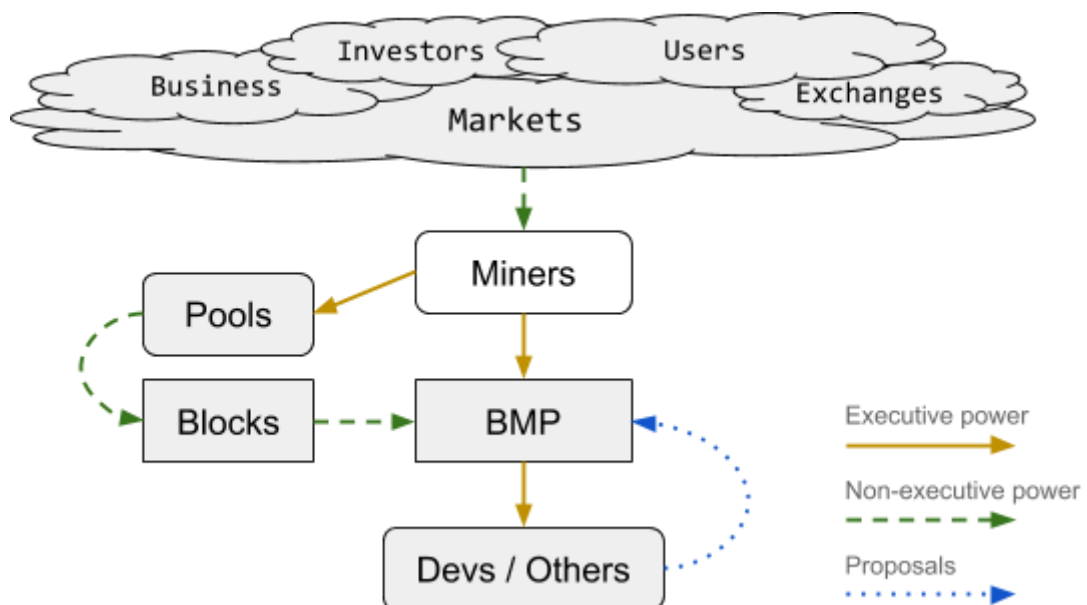 Investors
Users
Business
Exchanges
Markets
Miners
Pools
Blocks
BMP
Executive power
Non-executive power
Devs / Others
Proposals